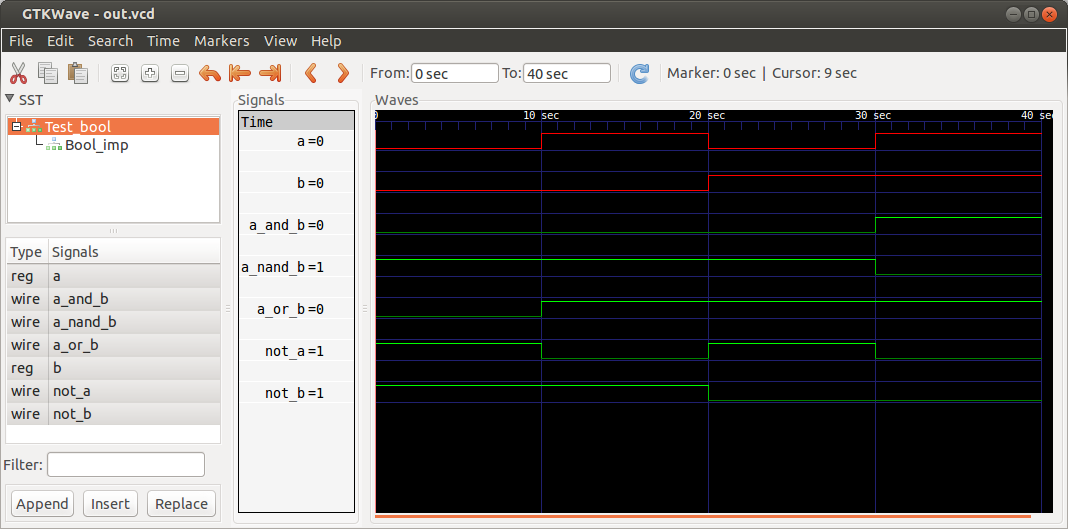 GTKWave - out.vcd
File Edit Search Time Markers View Help
From: 0 sec To: 40 sec Marker: 0 sec | Cursor: 9 sec
SST
Test_bool
Bool_imp
Type Signals
reg a
wire a_and_b
wire a_nand_b
wire a_or_b
reg b
wire not_a
wire not_b
Filter:
Append Insert Replace
Signals
Time
a=0
b=0
a_and_b=0
a_nand_b=1
a_or_b=0
not_a=1
not_b=1
Waves
0 10 sec 20 sec 30 sec 40 sec